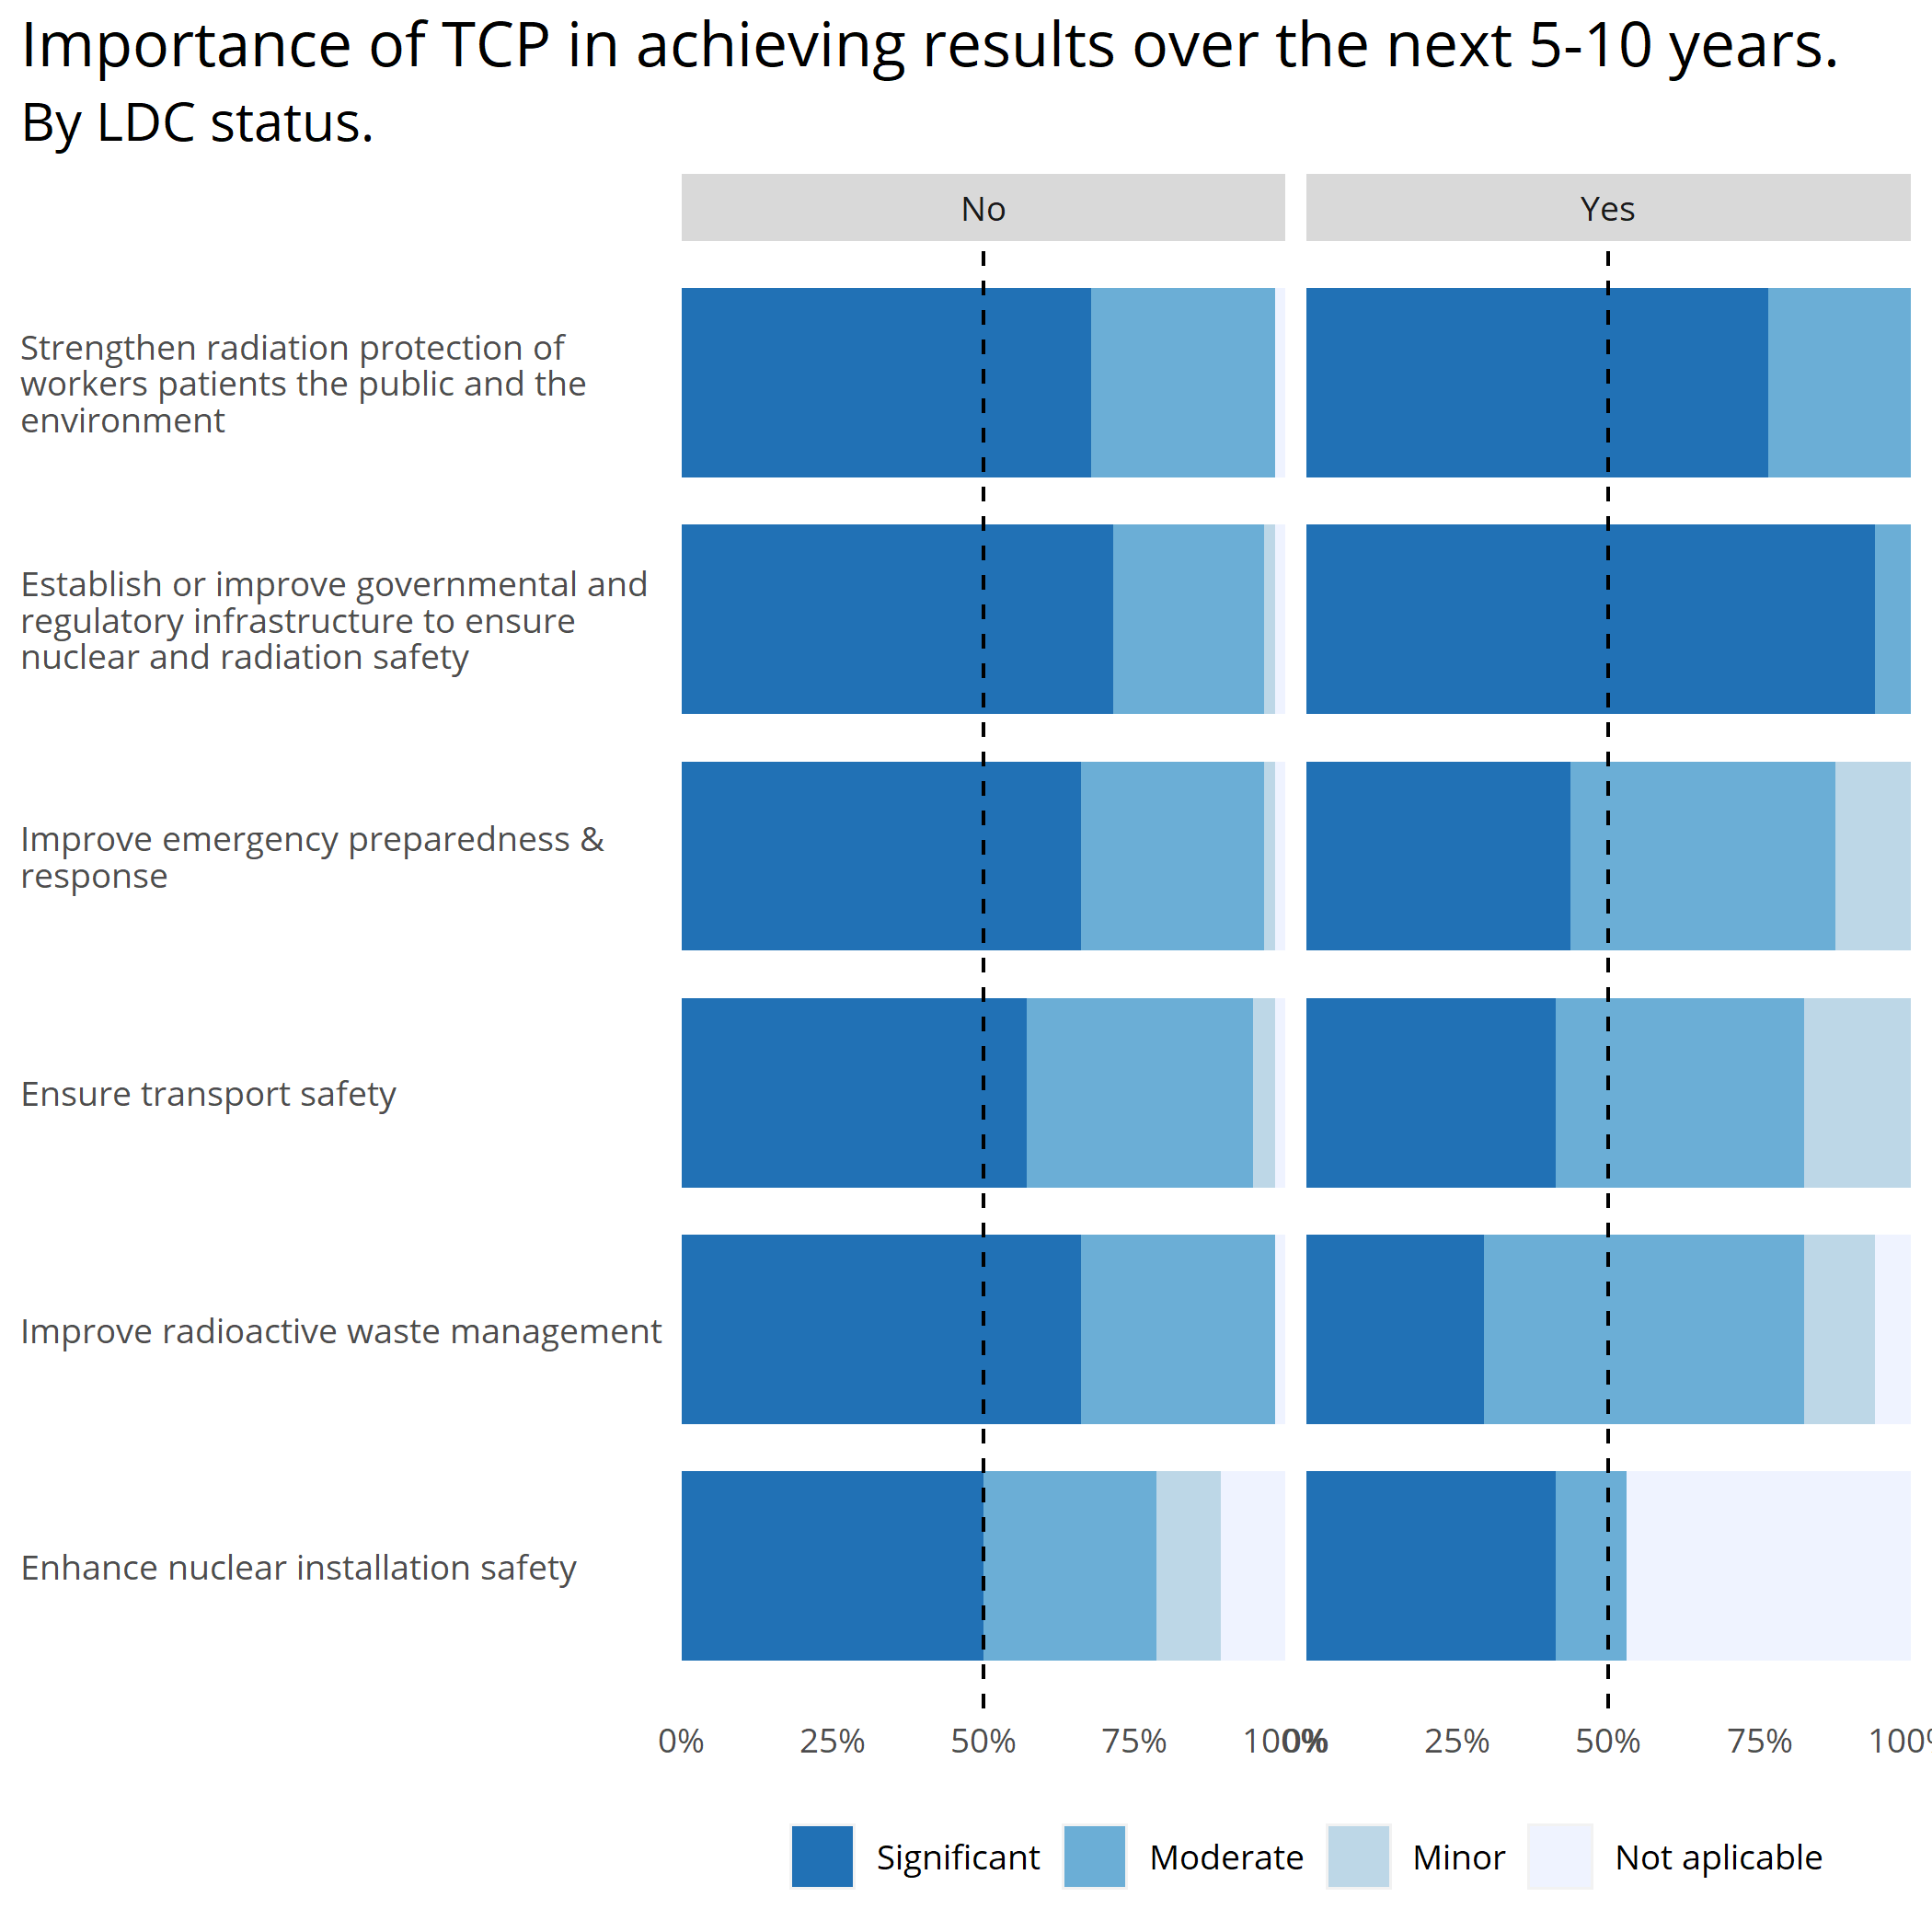 Importance of TCP in achieving results over the next 5-10 years.
By LDC status.
No
Yes
Strengthen radiation protection of
workers patients the public and the
environment
Establish or improve governmental and
regulatory infrastructure to ensure
nuclear and radiation safety
Improve emergency preparedness &
response
Ensure transport safety
Improve radioactive waste management
Enhance nuclear installation safety
0% 25% 50% 75% 100% 0% 25% 50% 75% 100%
Significant Moderate Minor Not aplicable